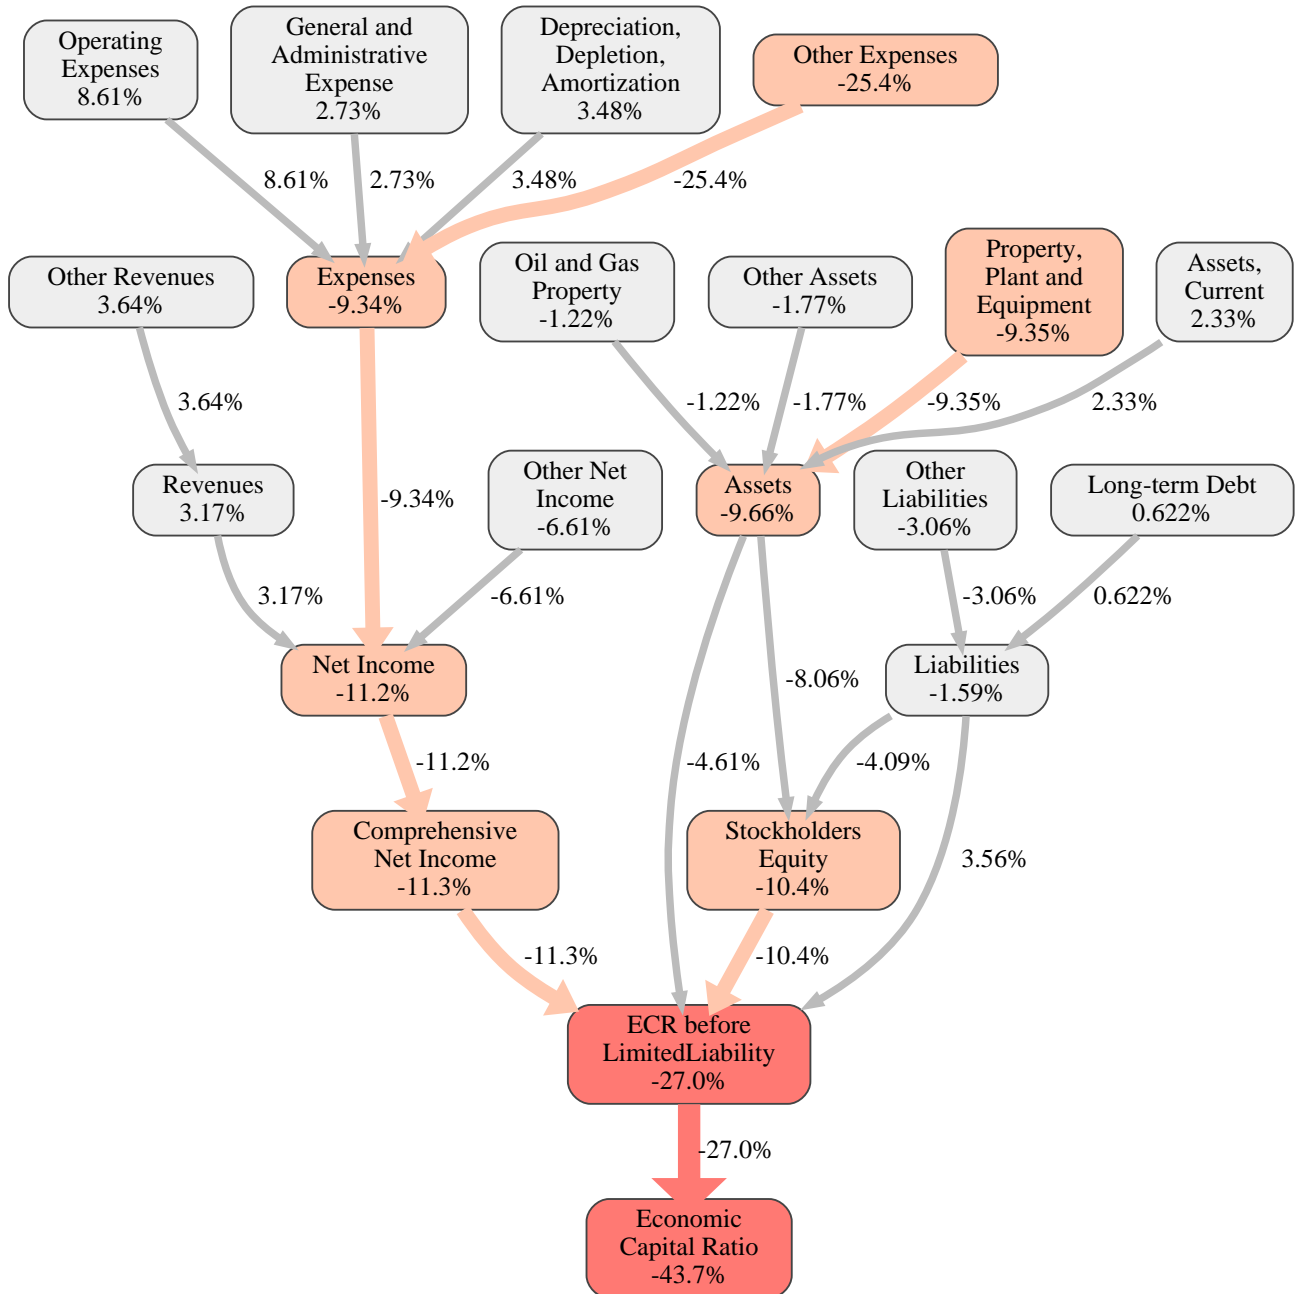 Operating
Expenses
8.61%
General and
Administrative
Expense
2.73%
Depreciation,
Depletion,
Amortization
3.48%
Other Expenses
-25.4%
8.61%
2.73%
3.48%
-25.4%
Other Revenues
3.64%
Expenses
-9.34%
Oil and Gas
Property
-1.22%
Other Assets
-1.77%
Property,
Plant and
Equipment
-9.35%
Assets,
Current
2.33%
3.64%
-1.22%
-1.77%
-9.35%
2.33%
Revenues
3.17%
-9.34%
Other Net
Income
-6.61%
Assets
-9.66%
Other
Liabilities
-3.06%
Long-term Debt
0.622%
3.17%
-6.61%
-3.06%
0.622%
Net Income
-11.2%
-8.06%
Liabilities
-1.59%
-11.2%
-4.61%
-4.09%
Comprehensive
Net Income
-11.3%
Stockholders
Equity
-10.4%
3.56%
-11.3%
-10.4%
ECR before
LimitedLiability
-27.0%
-27.0%
Economic
Capital Ratio
-43.7%